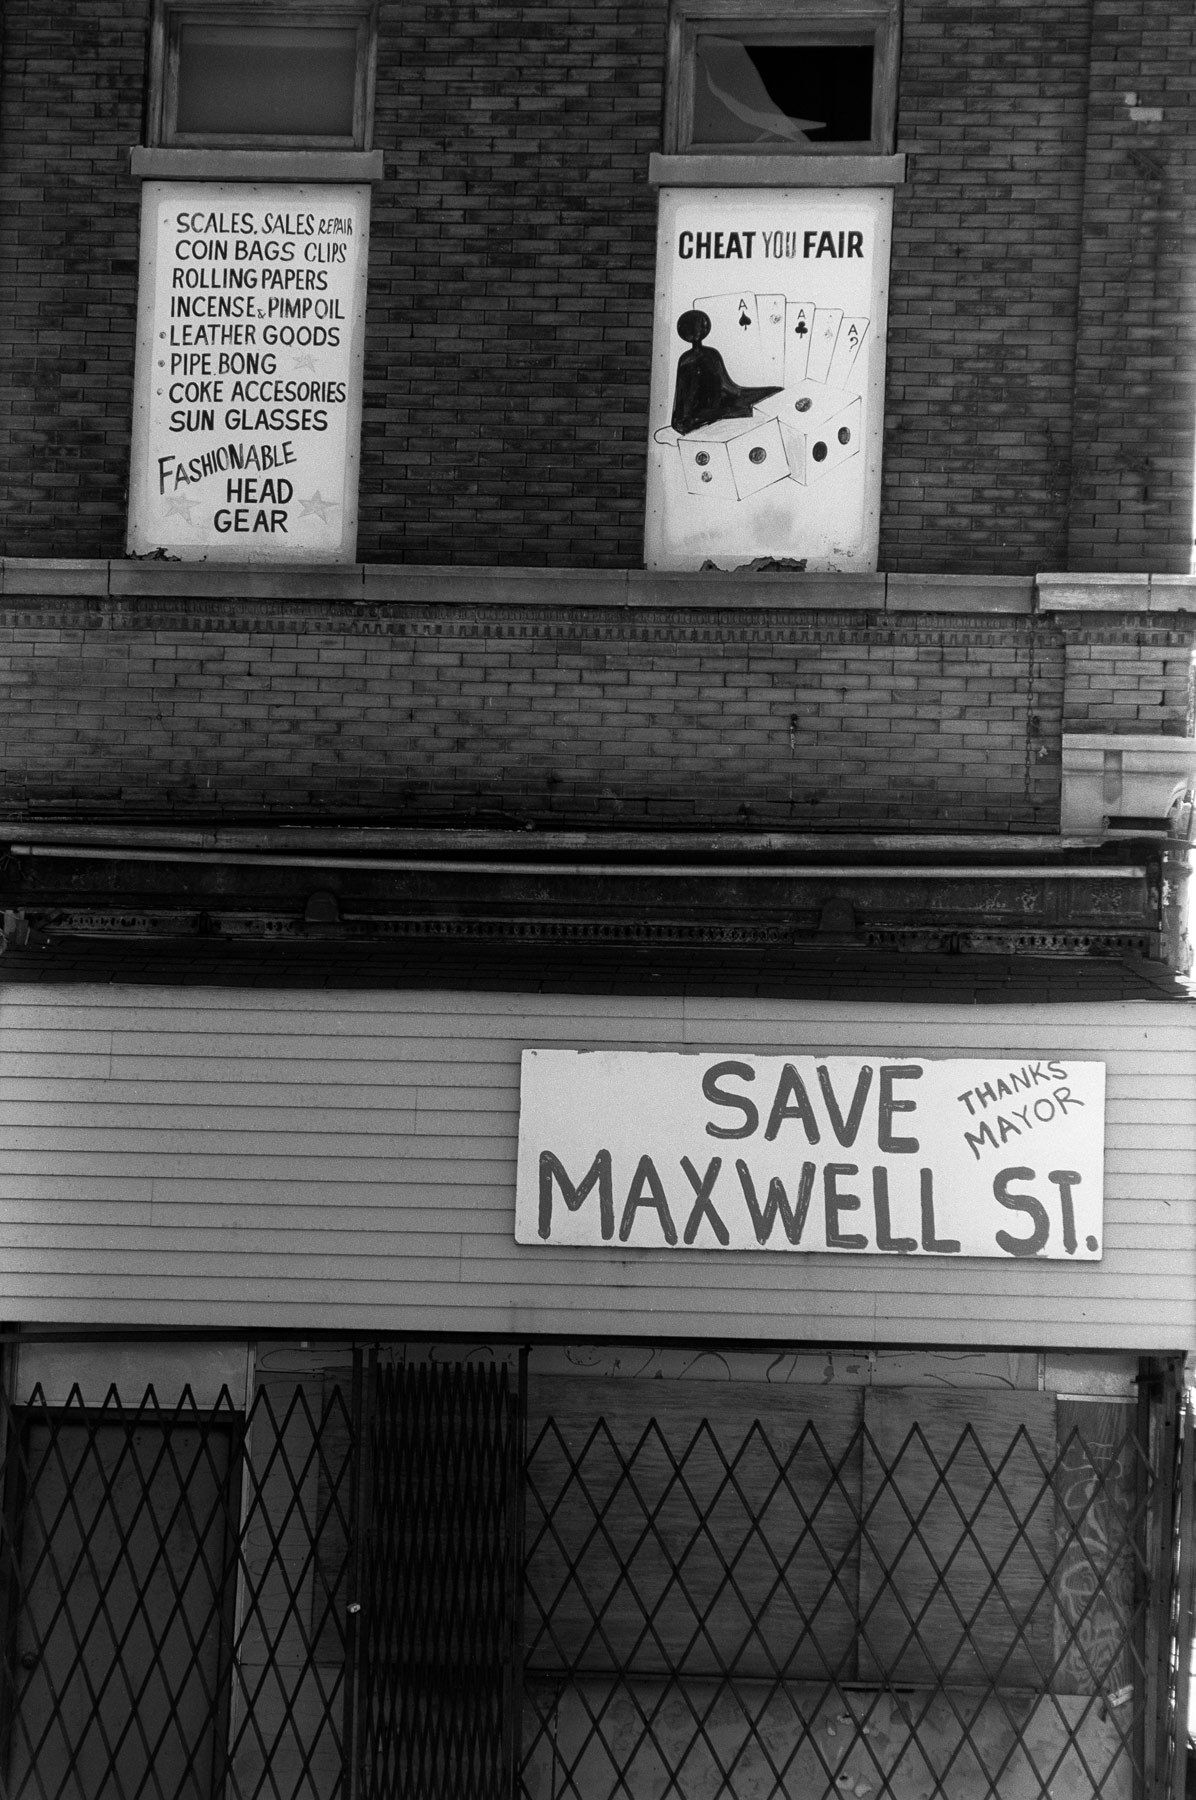 SCALES, SALES REPAIR
COIN BAGS CLIPS
ROLLING PAPERS
INCENSE & PIMP OIL
LEATHER GOODS
PIPE. BONG
COKE ACCESORIES
SUN GLASSES
FASHIONABLE
HEAD
GEAR
CHEAT YOU FAIR
A
A
A
?
SAVE
THANKS
MAYOR
MAXWELL ST.